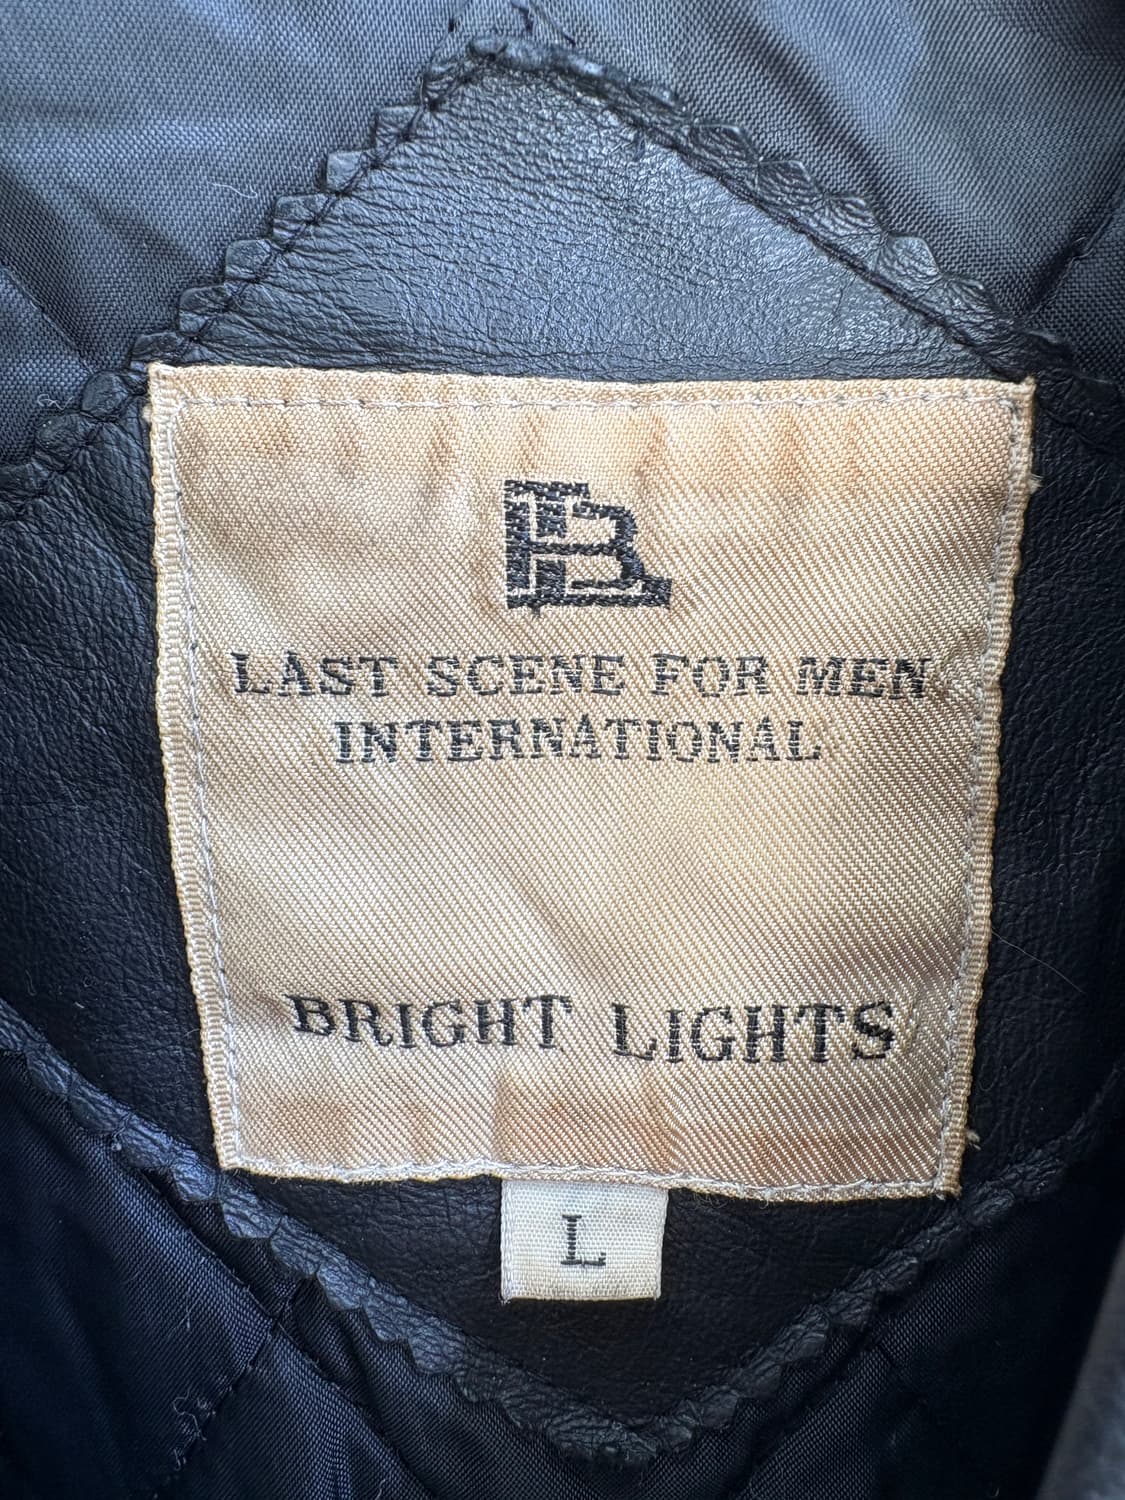 LAST SCENE FOR MEN
INTERNATIONAL
BRIGHT LIGHTS
L